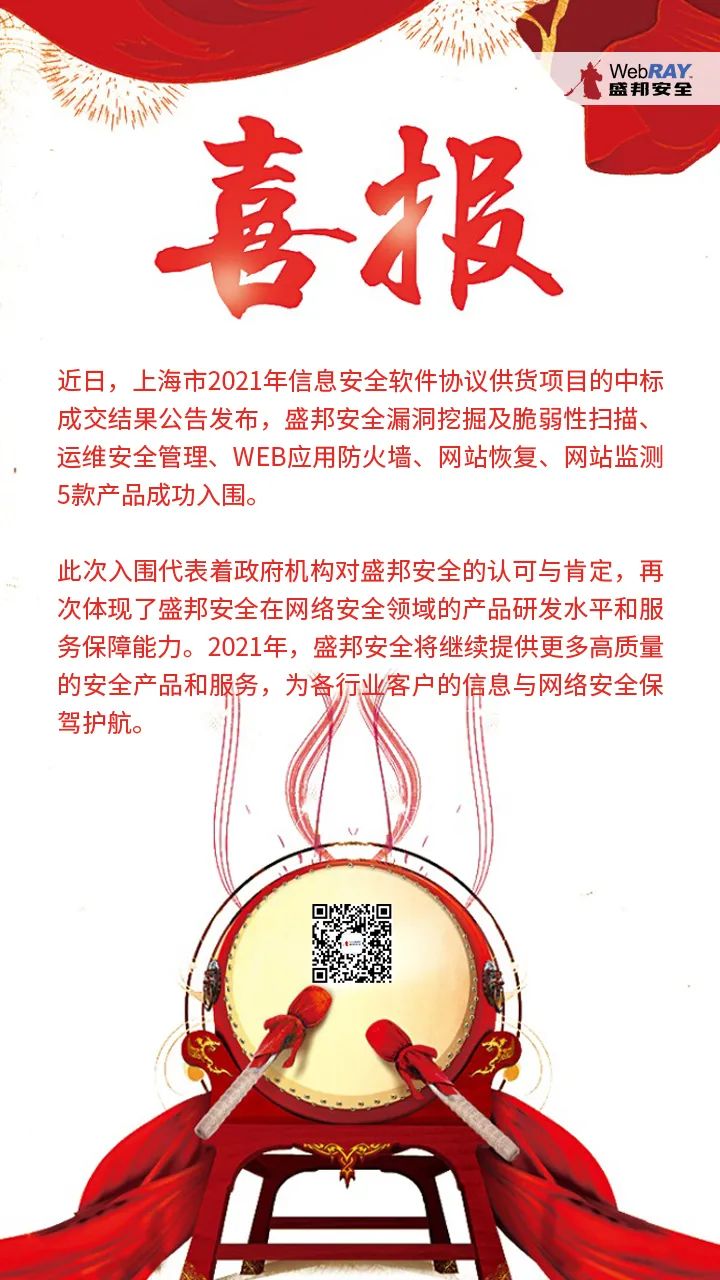 WebRAY
盛邦安全
喜报
近日，上海市2021年信息安全软件协议供货项目的中标
成交结果公告发布，盛邦安全漏洞挖掘及脆弱性扫描、
运维安全管理、WEB应用防火墙、网站恢复、网站监测
5款产品成功入围。
此次入围代表着政府机构对盛邦安全的认可与肯定，再
次体现了盛邦安全在网络安全领域的产品研发水平和服
务保障能力。2021年，盛邦安全将继续提供更多高质量
的安全产品和服务，为各行业客户的信息与网络安全保
驾护航。